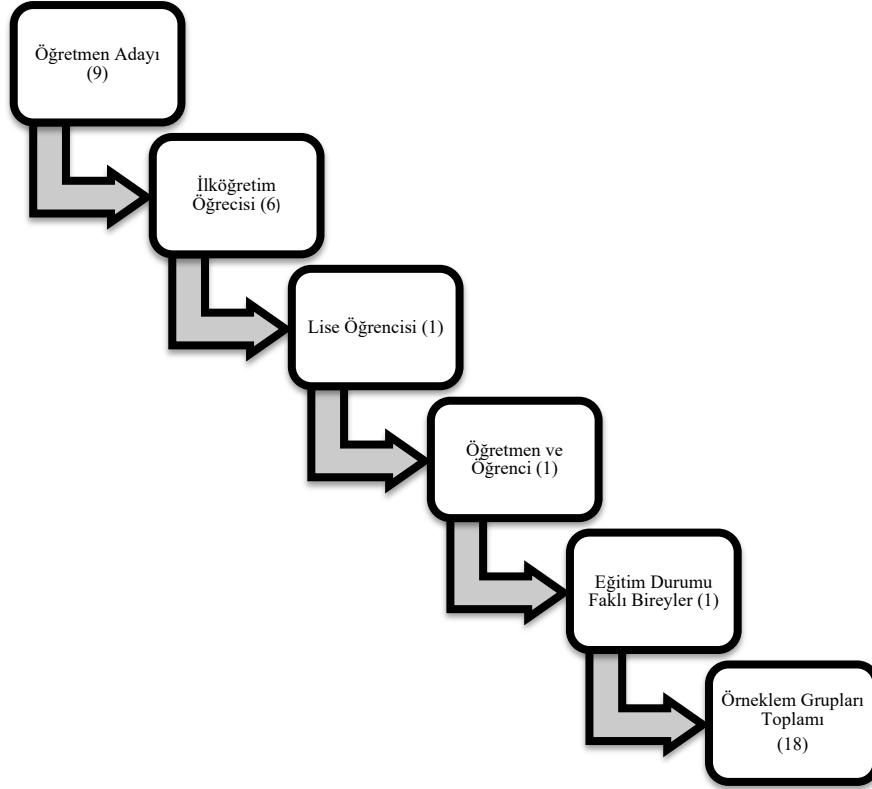 Öğretmen Adayı
(9)
İlköğretim
Öğrecisi (6)
Lise Öğrencisi (1)
Öğretmen ve
Öğrenci (1)
Eğitim Durumu
Faklı Bireyler (1)
Örneklem Grupları
Toplamı
(18)